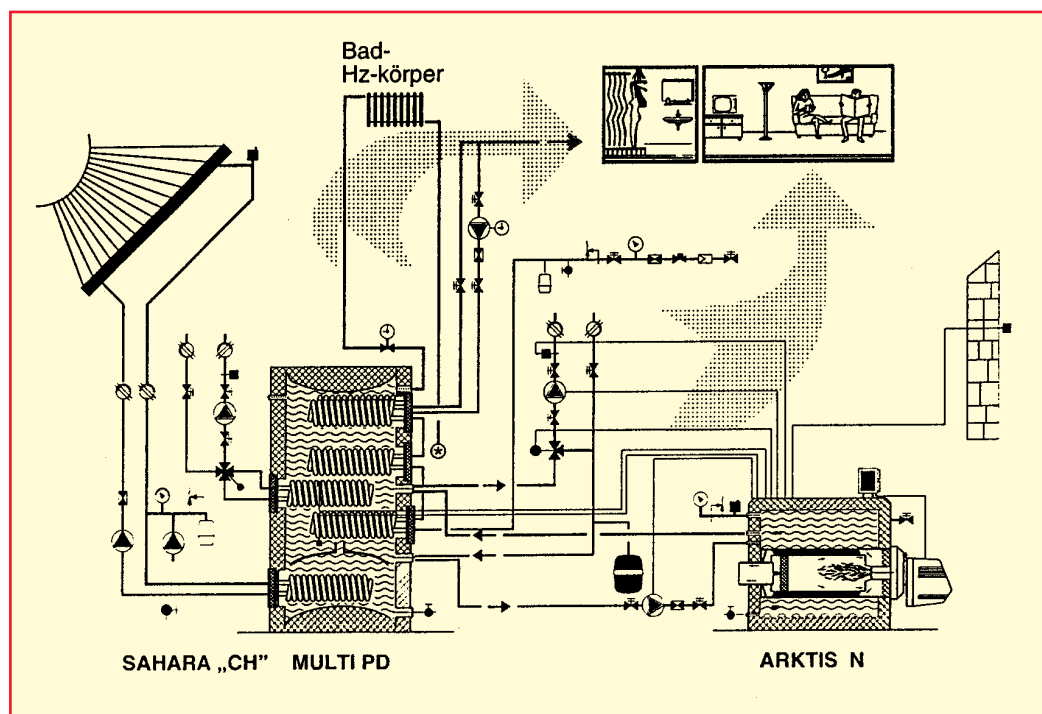 Bad-
Hz-körper
SAHARA „CH" MULTI PD
ARKTIS N